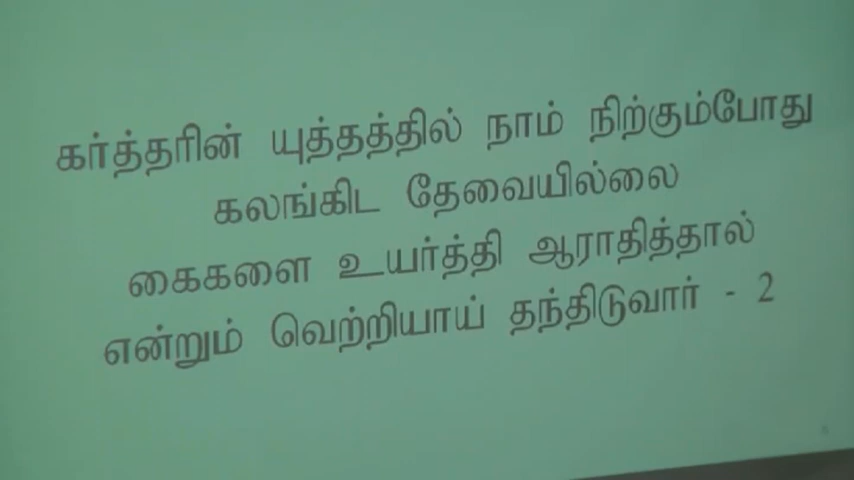 கர்த்தரின் யுத்தத்தில் நாம் நிற்கும்போது
கலங்கிட தேவையில்லை
கைகளை உயர்த்தி ஆராதித்தால்
என்றும் வெற்றியாய் தந்திடுவார் - 2